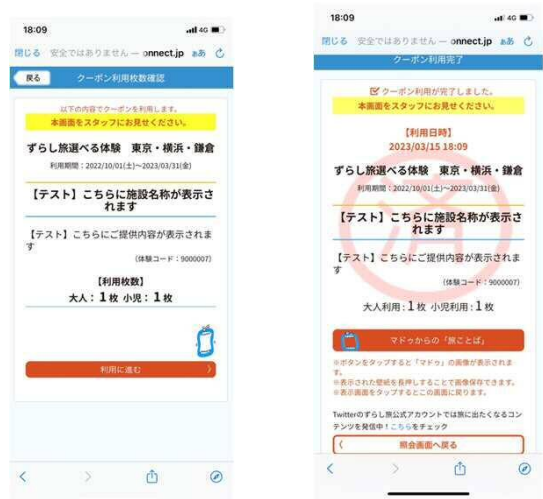 18:09
4G
閉じる 安全ではありません — onnect.jp ぁあ
戻る クーポン利用枚数確認
以下の内容でクーポンを利用します。
本画面をスタッフにお見せください。
ずらし旅選べる体験 東京・横浜・鎌倉
利用期間：2022/10/01(土)～2023/03/31(金)
【テスト】こちらに施設名称が表示さ
れます
【テスト】こちらにご提供内容が表示されま
す
（体験コード：9000007）
【利用枚数】
大人：1枚 小児：1枚
利用に進む
18:09
4G
閉じる 安全ではありません — onnect.jp ぁあ
クーポン利用完了
クーポン利用が完了しました。
本画面をスタッフにお見せください。
【利用日時】
2023/03/15 18:09
ずらし旅選べる体験 東京・横浜・鎌倉
利用期間：2022/10/01(土)～2023/03/31(金)
【テスト】こちらに施設名称が表示さ
れます
済
【テスト】こちらにご提供内容が表示されま
す
（体験コード：9000007）
大人利用：1枚 小児利用：1枚
マドゥからの「旅ことば」
※ボタンをタップすると「マドゥ」の画像が表示されま
す。
※表示された壁紙を長押しすることで画像保存できます。
※表示画面をタップするとこの画面に戻ります。
Twitterのずらし旅公式アカウントでは旅に出たくなるコン
テンツを発信中！こちらをチェック
照会画面へ戻る